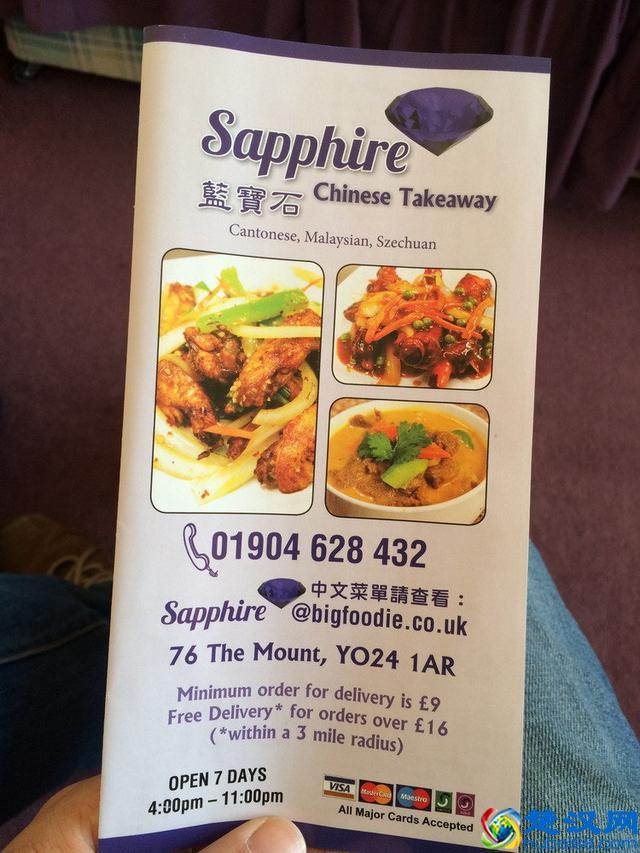 Sapphire
藍寶石 Chinese Takeaway
Cantonese, Malaysian, Szechuan
01904 628 432
中文菜單請查看：
Sapphire @bigfoodie.co.uk
76 The Mount, YO24 1AR
Minimum order for delivery is £9
Free Delivery* for orders over £16
(*within a 3 mile radius)
OPEN 7 DAYS
4:00pm – 11:00pm
VISA MasterCard Maestro
All Major Cards Accepted
楚汉网